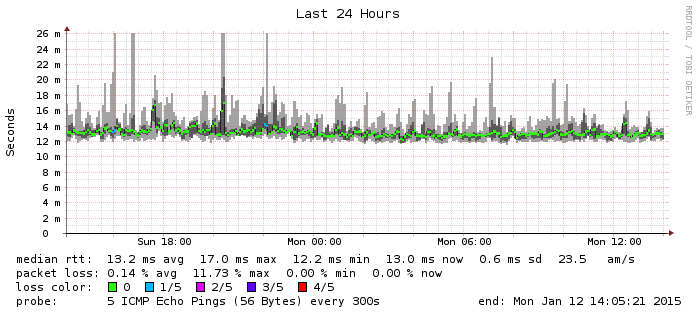 Last 24 Hours
RRDTOOL / TOBI OETIKER
Seconds
26 m
24 m
22 m
20 m
18 m
16 m
14 m
12 m
10 m
8 m
6 m
4 m
2 m
0
Sun 18:00 Mon 00:00 Mon 06:00 Mon 12:00
median rtt: 13.2 ms avg 17.0 ms max 12.2 ms min 13.0 ms now 0.6 ms sd 23.5 am/s
packet loss: 0.14 % avg 11.73 % max 0.00 % min 0.00 % now
loss color: 0 1/5 2/5 3/5 4/5
probe: 5 ICMP Echo Pings (56 Bytes) every 300s end: Mon Jan 12 14:05:21 2015